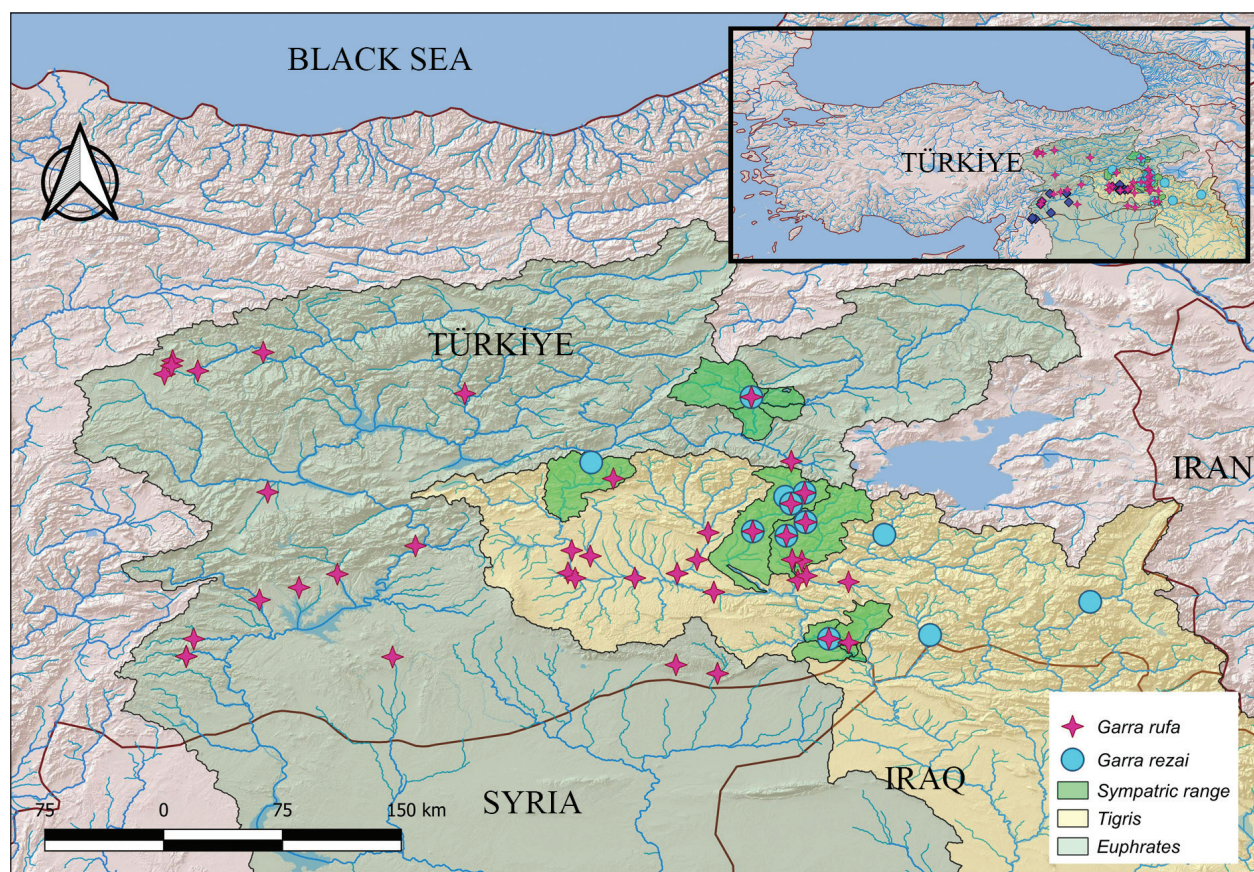 BLACK SEA
TÜRKİYE
TÜRKİYE
IRAN
IRAQ
SYRIA
Garra rufa
Garra rezai
Sympatric range
Tigris
Euphrates
75 0 75 150 km